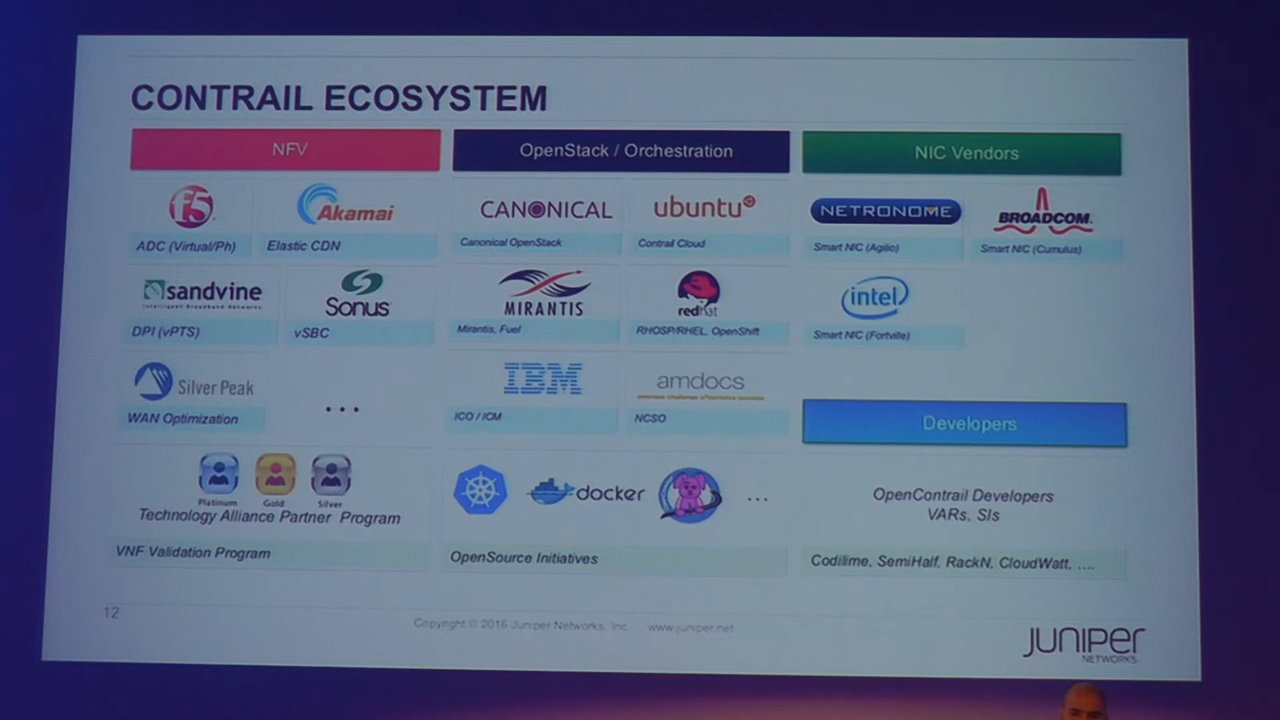 CONTRAIL ECOSYSTEM
NFV
OpenStack / Orchestration
NIC Vendors
f5
Akamai
CANONICAL
ubuntu
NETRONOME
BROADCOM.
ADC (Virtual/Ph)
Elastic CDN
Canonical OpenStack
Contrail Cloud
Smart NIC (Agilio)
Smart NIC (Cumulus)
sandvine
Intelligent Broadband Networks
Sonus
MIRANTIS
redhat
intel
DPI (vPTS)
vSBC
Mirantis, Fuel
RHOSP/RHEL, OpenShift
Smart NIC (Fortville)
Silver Peak
...
IBM
amdocs
WAN Optimization
ICO / ICM
NCSO
Developers
Platinum
Gold
Silver
Technology Alliance Partner Program
docker
...
OpenContrail Developers
VARs, SIs
VNF Validation Program
OpenSource Initiatives
Codilime, SemiHalf, RackN, CloudWatt, ....
12
Copyright © 2016 Juniper Networks, Inc. www.juniper.net
JUNIPER
NETWORKS